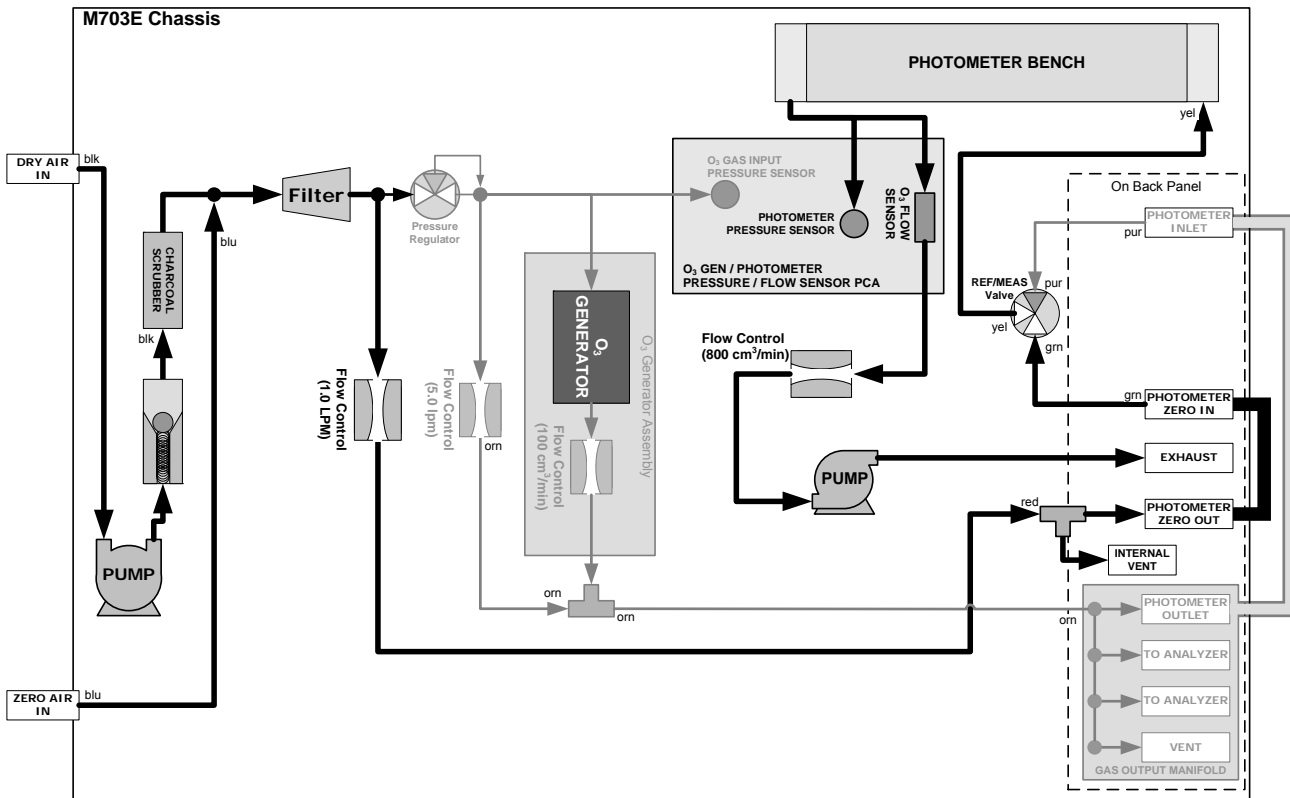 M703E Chassis
PHOTOMETER BENCH
yel
DRY AIR
IN
blk
Filter
blu
CHARCOAL
SCRUBBER
blk
PUMP
ZERO AIR
IN
blu
Pressure
Regulator
O₃ GAS INPUT
PRESSURE SENSOR
PHOTOMETER
PRESSURE SENSOR
O₃ FLOW
SENSOR
O₃ GEN / PHOTOMETER
PRESSURE / FLOW SENSOR PCA
Flow Control
(1.0 LPM)
Flow Control
(5.0 lpm)
orn
O₃
GENERATOR
O₃ Generator Assembly
Flow Control
(100 cm³/min)
orn
orn
Flow Control
(800 cm³/min)
PUMP
On Back Panel
PHOTOMETER
INLET
pur
pur
REF/MEAS
Valve
yel
grn
grn
PHOTOMETER
ZERO IN
EXHAUST
red
PHOTOMETER
ZERO OUT
INTERNAL
VENT
orn
PHOTOMETER
OUTLET
TO ANALYZER
TO ANALYZER
VENT
GAS OUTPUT MANIFOLD